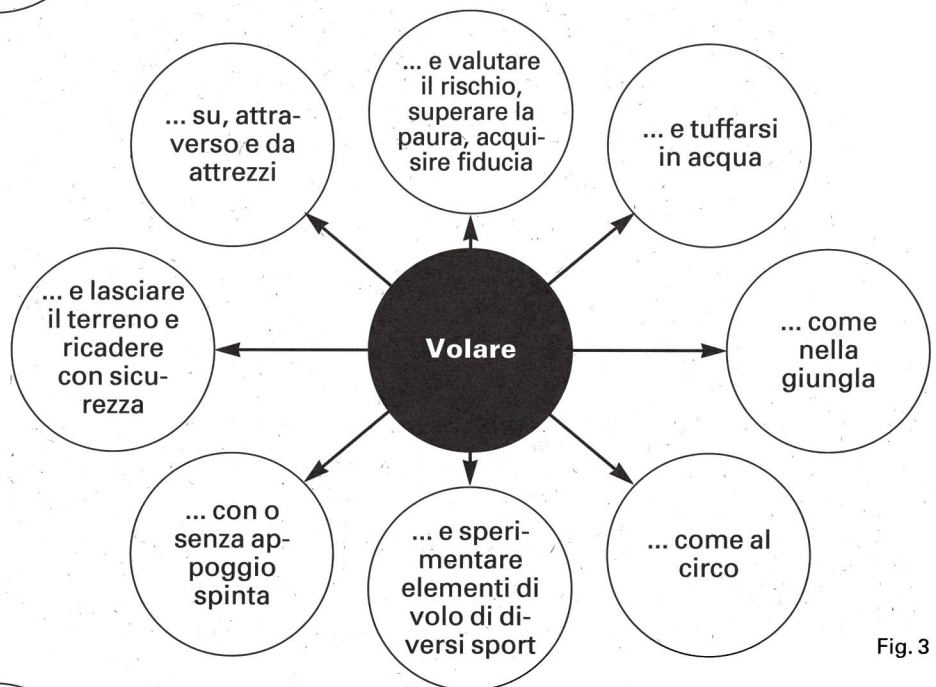 ... e valutare
il rischio,
superare la
paura, acqui-
sire fiducia
... su, attra-
verso e da
attrezzi
... e tuffarsi
in acqua
... e lasciare
il terreno e
ricadere
con sicu-
rezza
Volare
... come
nella
giungla
... con o
senza ap-
poggio
spinta
... e speri-
mentare
elementi di
volo di di-
versi sport
... come al
circo
Fig. 3